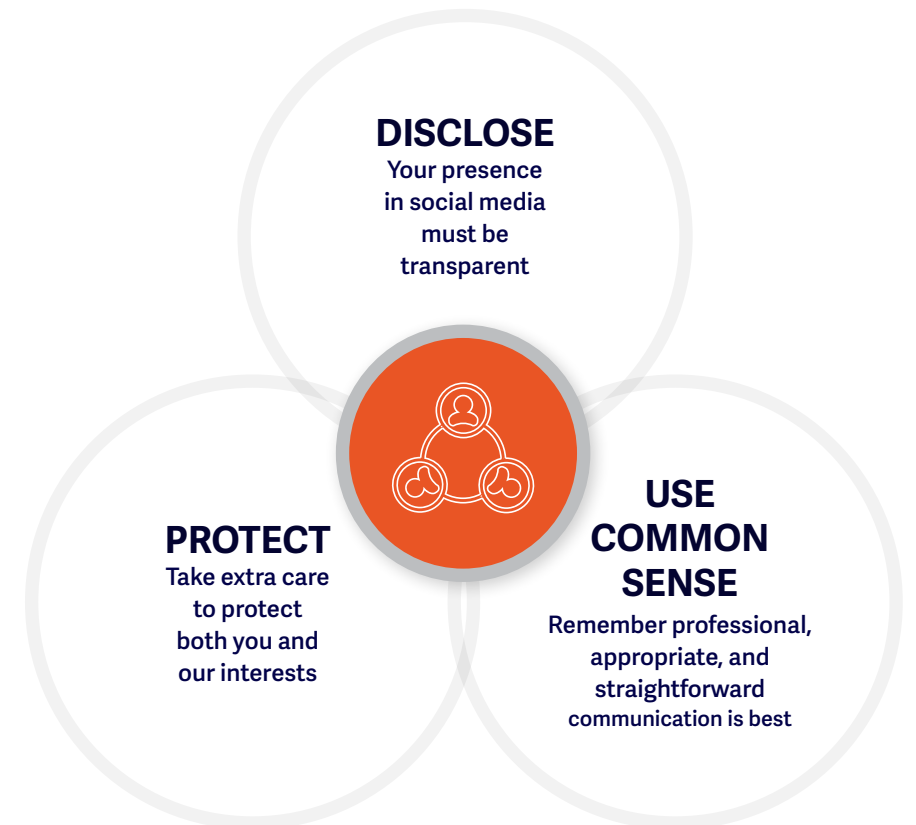 DISCLOSE
Your presence
in social media
must be
transparent
PROTECT
Take extra care
to protect
both you and
our interests
USE
COMMON
SENSE
Remember professional,
appropriate, and
straightforward
communication is best